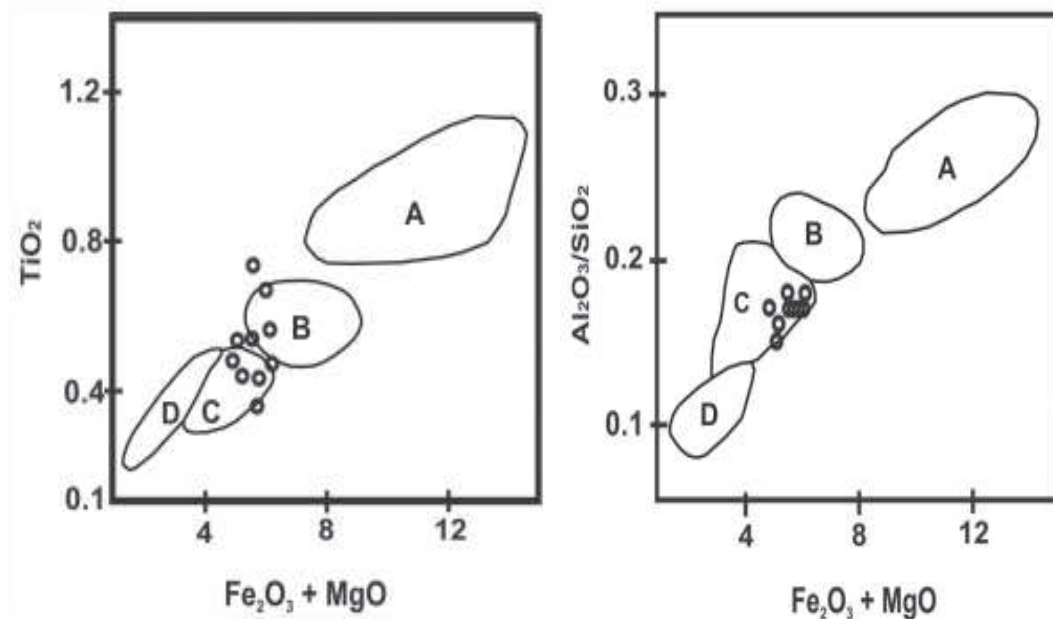 1.2
0.8
0.4
0.1
TiO₂
A
B
C
D
4
8
12
Fe₂O₃ + MgO
0.3
0.2
0.1
Al₂O₃/SiO₂
A
B
C
D
4
8
12
Fe₂O₃ + MgO